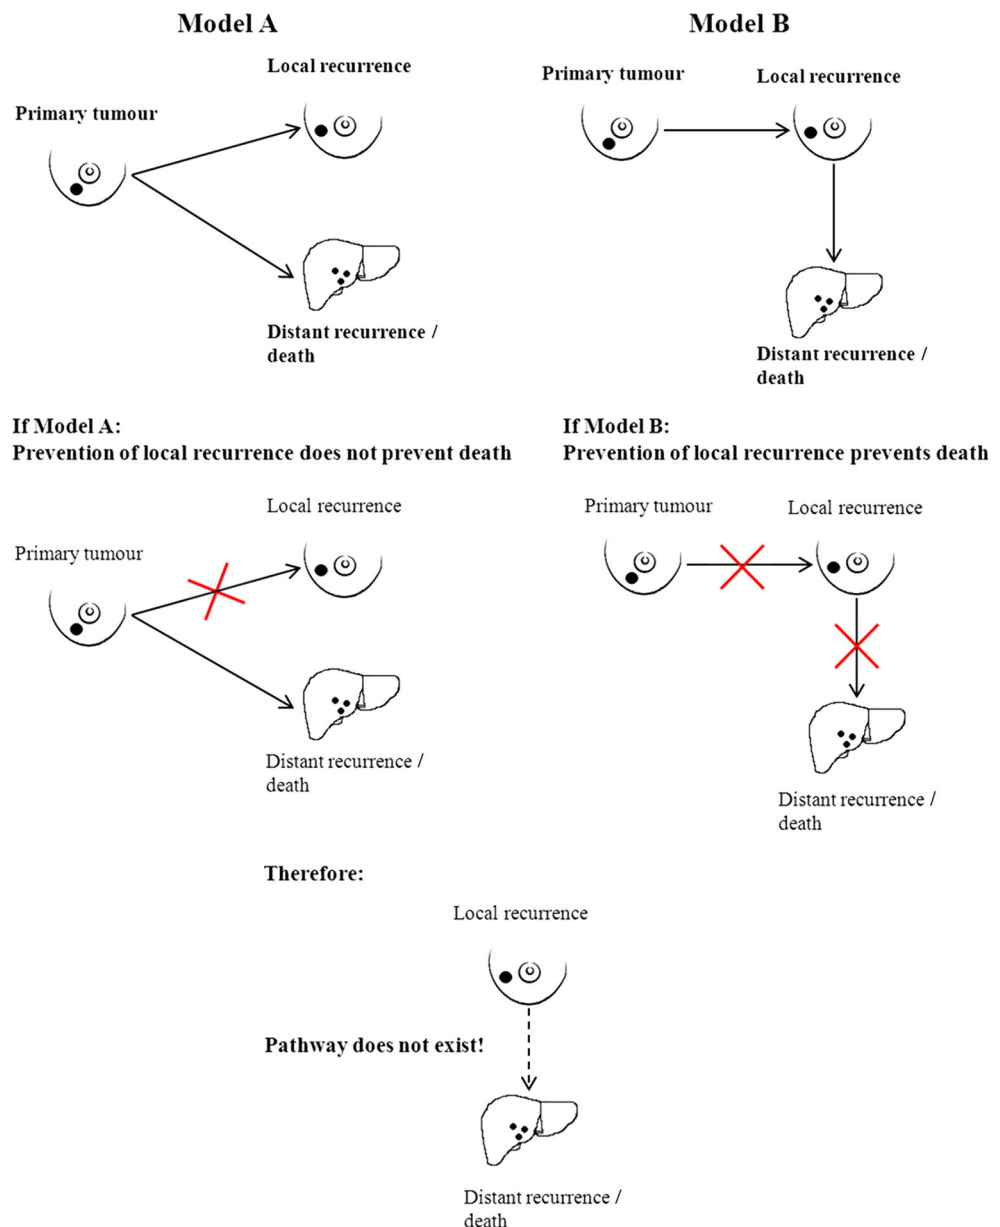 Model A
Local recurrence
Primary tumour
Distant recurrence /
death
Model B
Primary tumour
Local recurrence
Distant recurrence /
death
If Model A:
Prevention of local recurrence does not prevent death
Local recurrence
Primary tumour
Distant recurrence /
death
If Model B:
Prevention of local recurrence prevents death
Primary tumour
Local recurrence
Distant recurrence /
death
Therefore:
Local recurrence
Pathway does not exist!
Distant recurrence /
death